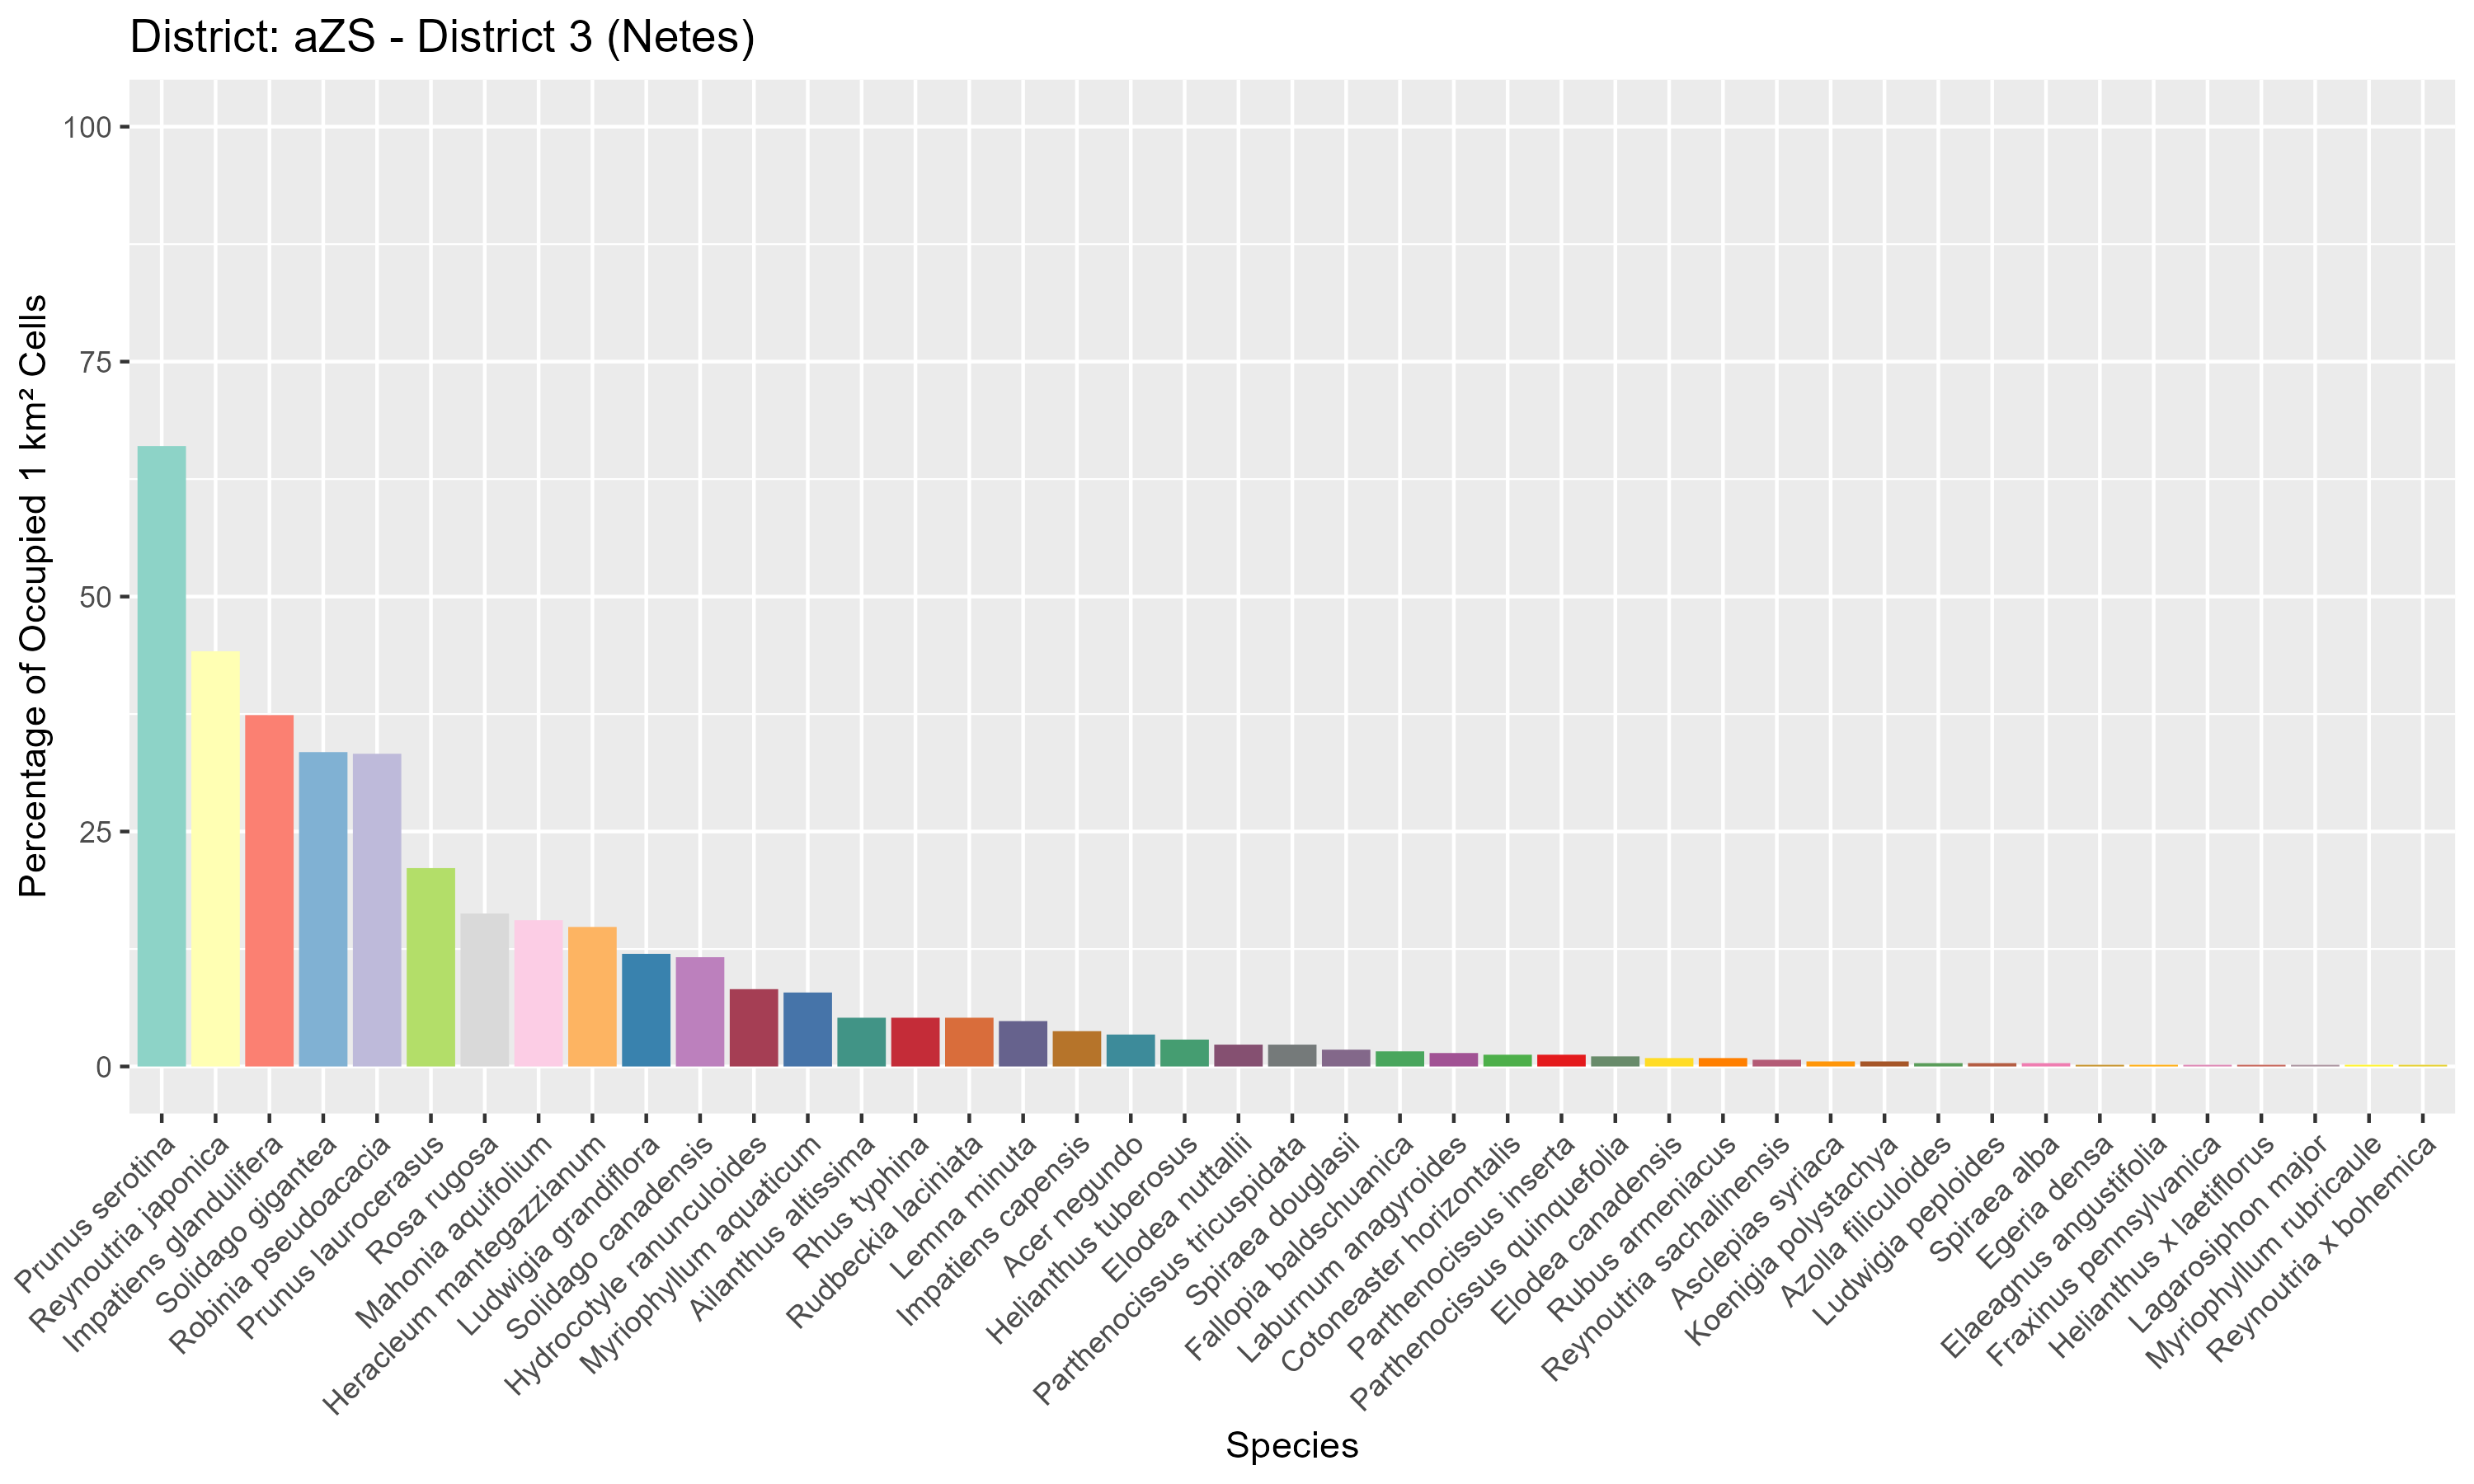 District: aZS - District 3 (Netes)
Percentage of Occupied 1 km² Cells
100
75
50
25
0
Prunus serotina
Reynoutria japonica
Impatiens glandulifera
Solidago gigantea
Robinia pseudoacacia
Prunus laurocerasus
Rosa rugosa
Mahonia aquifolium
Heracleum mantegazzianum
Ludwigia grandiflora
Solidago canadensis
Hydrocotyle ranunculoides
Myriophyllum aquaticum
Ailanthus altissima
Rhus typhina
Rudbeckia laciniata
Lemna minuta
Impatiens capensis
Acer negundo
Helianthus tuberosus
Elodea nuttallii
Parthenocissus tricuspidata
Spiraea douglasii
Fallopia baldschuanica
Laburnum anagyroides
Cotoneaster horizontalis
Parthenocissus inserta
Parthenocissus quinquefolia
Elodea canadensis
Rubus armeniacus
Reynoutria sachalinensis
Asclepias syriaca
Koenigia polystachya
Azolla filiculoides
Ludwigia peploides
Spiraea alba
Egeria densa
Elaeagnus angustifolia
Fraxinus pennsylvanica
Helianthus x laetiflorus
Lagarosiphon major
Myriophyllum rubricaule
Reynoutria x bohemica
Species